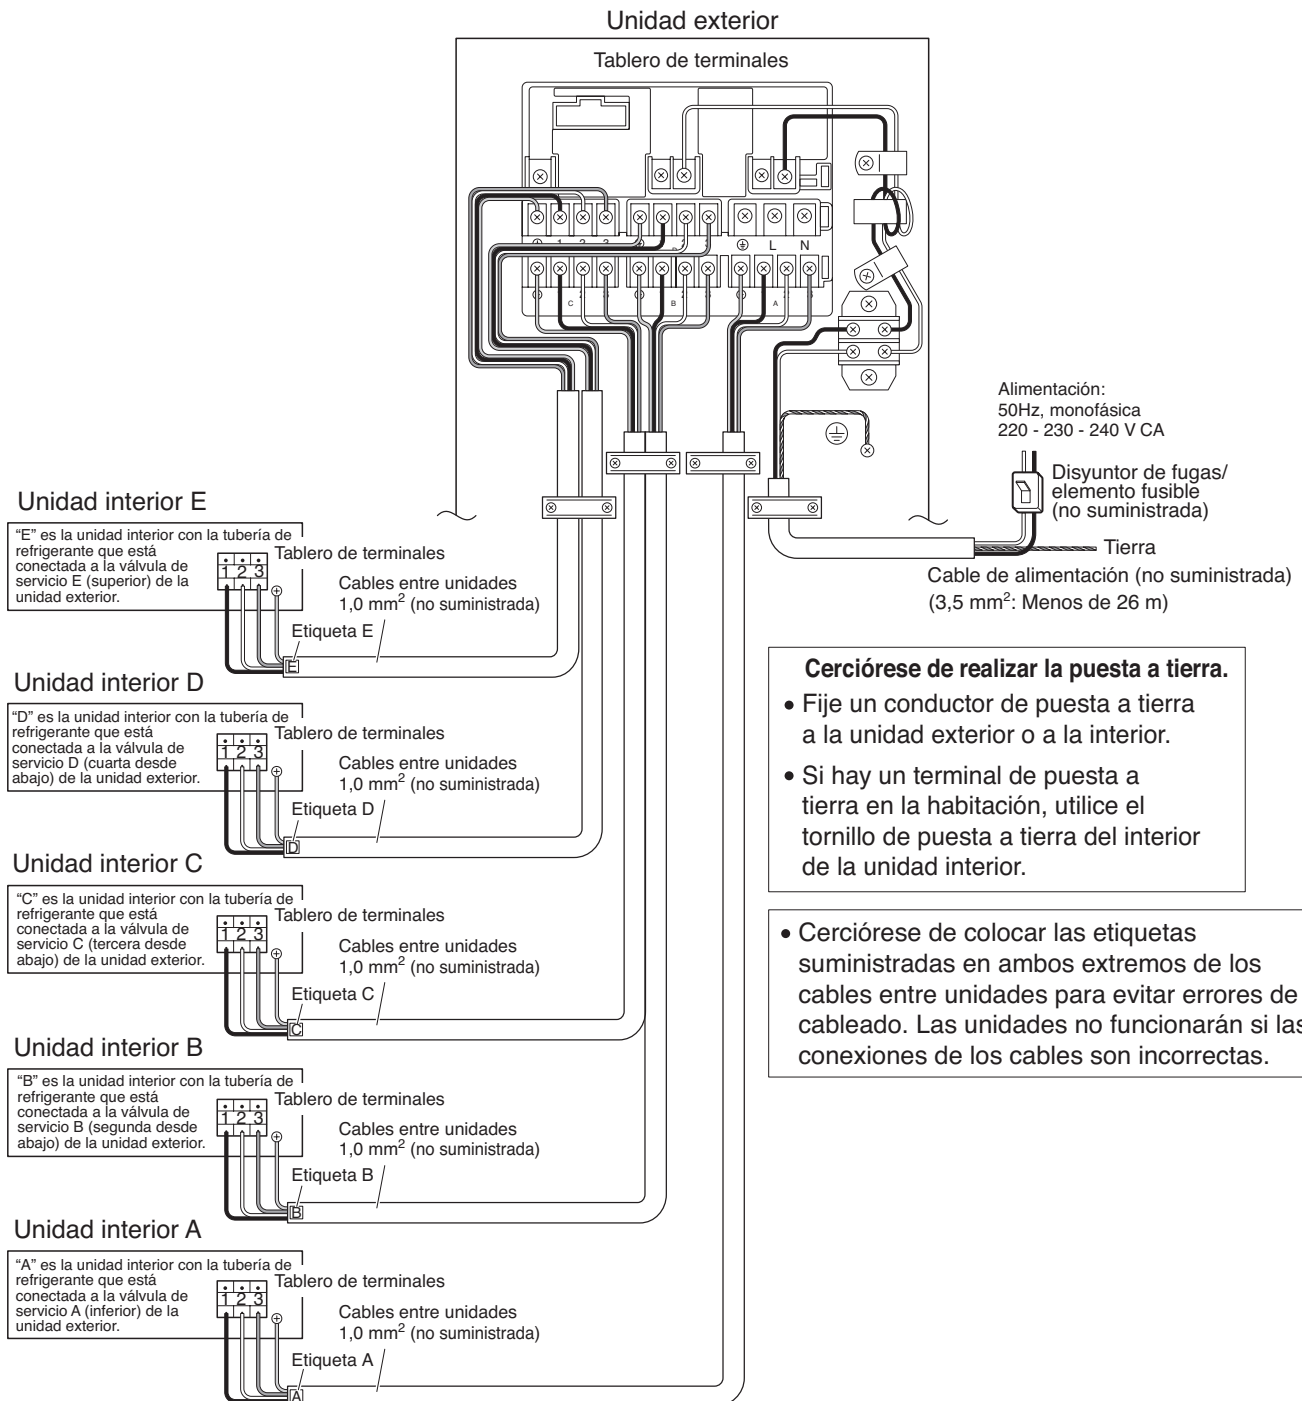 Unidad exterior
Tablero de terminales
1 2 3
2 3
L N
C 2 3
B 2 3
A 2 3
Alimentación:
50Hz, monofásica
220 - 230 - 240 V CA
Disyuntor de fugas/
elemento fusible
(no suministrada)
Tierra
Cable de alimentación (no suministrada)
(3,5 mm²: Menos de 26 m)
Unidad interior E
“E” es la unidad interior con la tubería de
refrigerante que está
conectada a la válvula de
servicio E (superior) de la
unidad exterior.
1 2 3
Tablero de terminales
Cables entre unidades
1,0 mm² (no suministrada)
Etiqueta E
E
Unidad interior D
“D” es la unidad interior con la tubería de
refrigerante que está
conectada a la válvula de
servicio D (cuarta desde
abajo) de la unidad exterior.
1 2 3
Tablero de terminales
Cables entre unidades
1,0 mm² (no suministrada)
Etiqueta D
D
Unidad interior C
“C” es la unidad interior con la tubería de
refrigerante que está
conectada a la válvula de
servicio C (tercera desde
abajo) de la unidad exterior.
1 2 3
Tablero de terminales
Cables entre unidades
1,0 mm² (no suministrada)
Etiqueta C
C
Unidad interior B
“B” es la unidad interior con la tubería de
refrigerante que está
conectada a la válvula de
servicio B (segunda desde
abajo) de la unidad exterior.
1 2 3
Tablero de terminales
Cables entre unidades
1,0 mm² (no suministrada)
Etiqueta B
B
Unidad interior A
“A” es la unidad interior con la tubería de
refrigerante que está
conectada a la válvula de
servicio A (inferior) de la
unidad exterior.
1 2 3
Tablero de terminales
Cables entre unidades
1,0 mm² (no suministrada)
Etiqueta A
A
Cerciórese de realizar la puesta a tierra.
• Fije un conductor de puesta a tierra
a la unidad exterior o a la interior.
• Si hay un terminal de puesta a
tierra en la habitación, utilice el
tornillo de puesta a tierra del interior
de la unidad interior.
• Cerciórese de colocar las etiquetas
suministradas en ambos extremos de los
cables entre unidades para evitar errores de
cableado. Las unidades no funcionarán si las
conexiones de los cables son incorrectas.